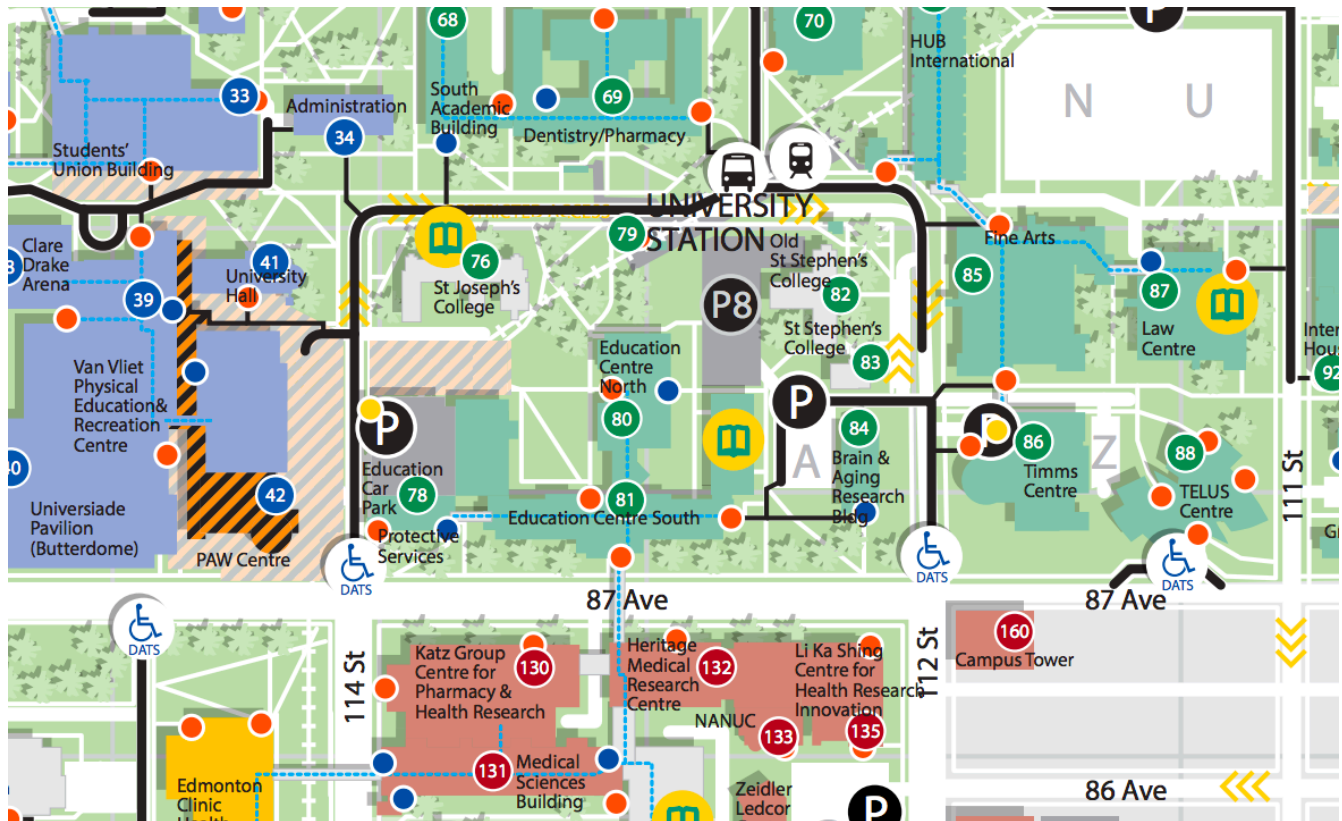 68
70
HUB
International
33
Administration
34
South
Academic
Building
69
Dentistry/Pharmacy
N U
Students'
Union Building
UNIVERSITY
STATION
79
Clare
Drake
Arena
39
41
University
Hall
76
St Joseph's
College
Old
St Stephen's
College
82
P8
Fine Arts
85
87
Law
Centre
St Stephen's
College
83
92
Van Vliet
Physical
Education&
Recreation
Centre
Education
Centre
North
80
P
P
P
84
A
Brain &
Aging
Research
Bldg
86
Timms
Centre
Z
88
TELUS
Centre
111 St
40
Universiade
Pavilion
(Butterdome)
42
PAW Centre
Education
Car
Park
78
Protective
Services
81
Education Centre South
DATS
DATS
DATS
DATS
87 Ave
87 Ave
114 St
112 St
Katz Group
Centre for
Pharmacy &
Health Research
130
Heritage
Medical
Research
Centre
132
Li Ka Shing
Centre for
Health Research
Innovation
160
Campus Tower
NANUC
133
135
131
Medical
Sciences
Building
Edmonton
Clinic
Zeidler
Ledcor
P
86 Ave